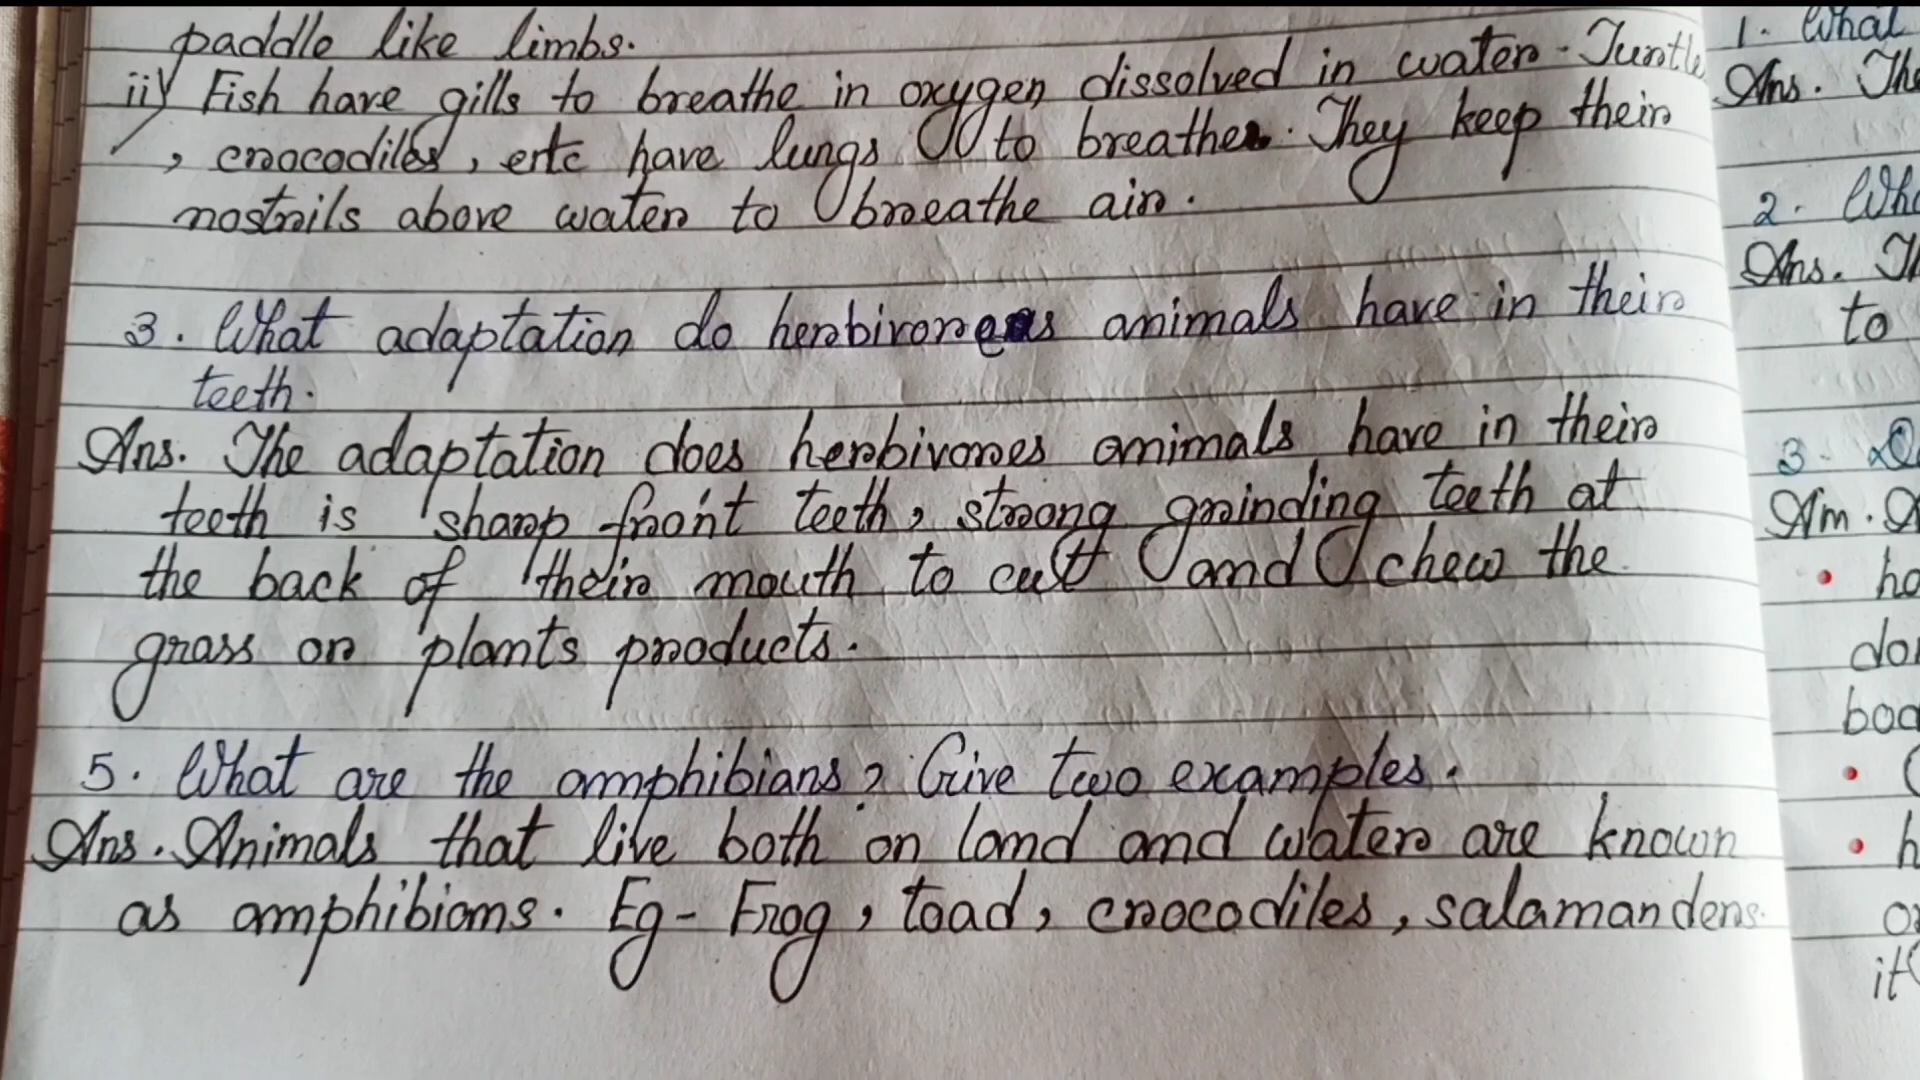 paddle like limbs.
ii) Fish have gills to breathe in oxygen dissolved in water. Turtle
, crocodiles, etc have lungs to breathe. They keep their
nostrils above water to breathe air.
3. What adaptation do herbivores animals have in their
teeth.
Ans. The adaptation does herbivores animals have in their
teeth is sharp front teeth, strong grinding teeth at
the back of their mouth to cut and chew the
grass or plants products.
5. What are the amphibians? Give two examples.
Ans. Animals that live both on land and water are known
as amphibians. Eg- Frog, toad, crocodiles, salamanders.
1. What
Ans. The
2.
Ans.
to
3.
Ans.